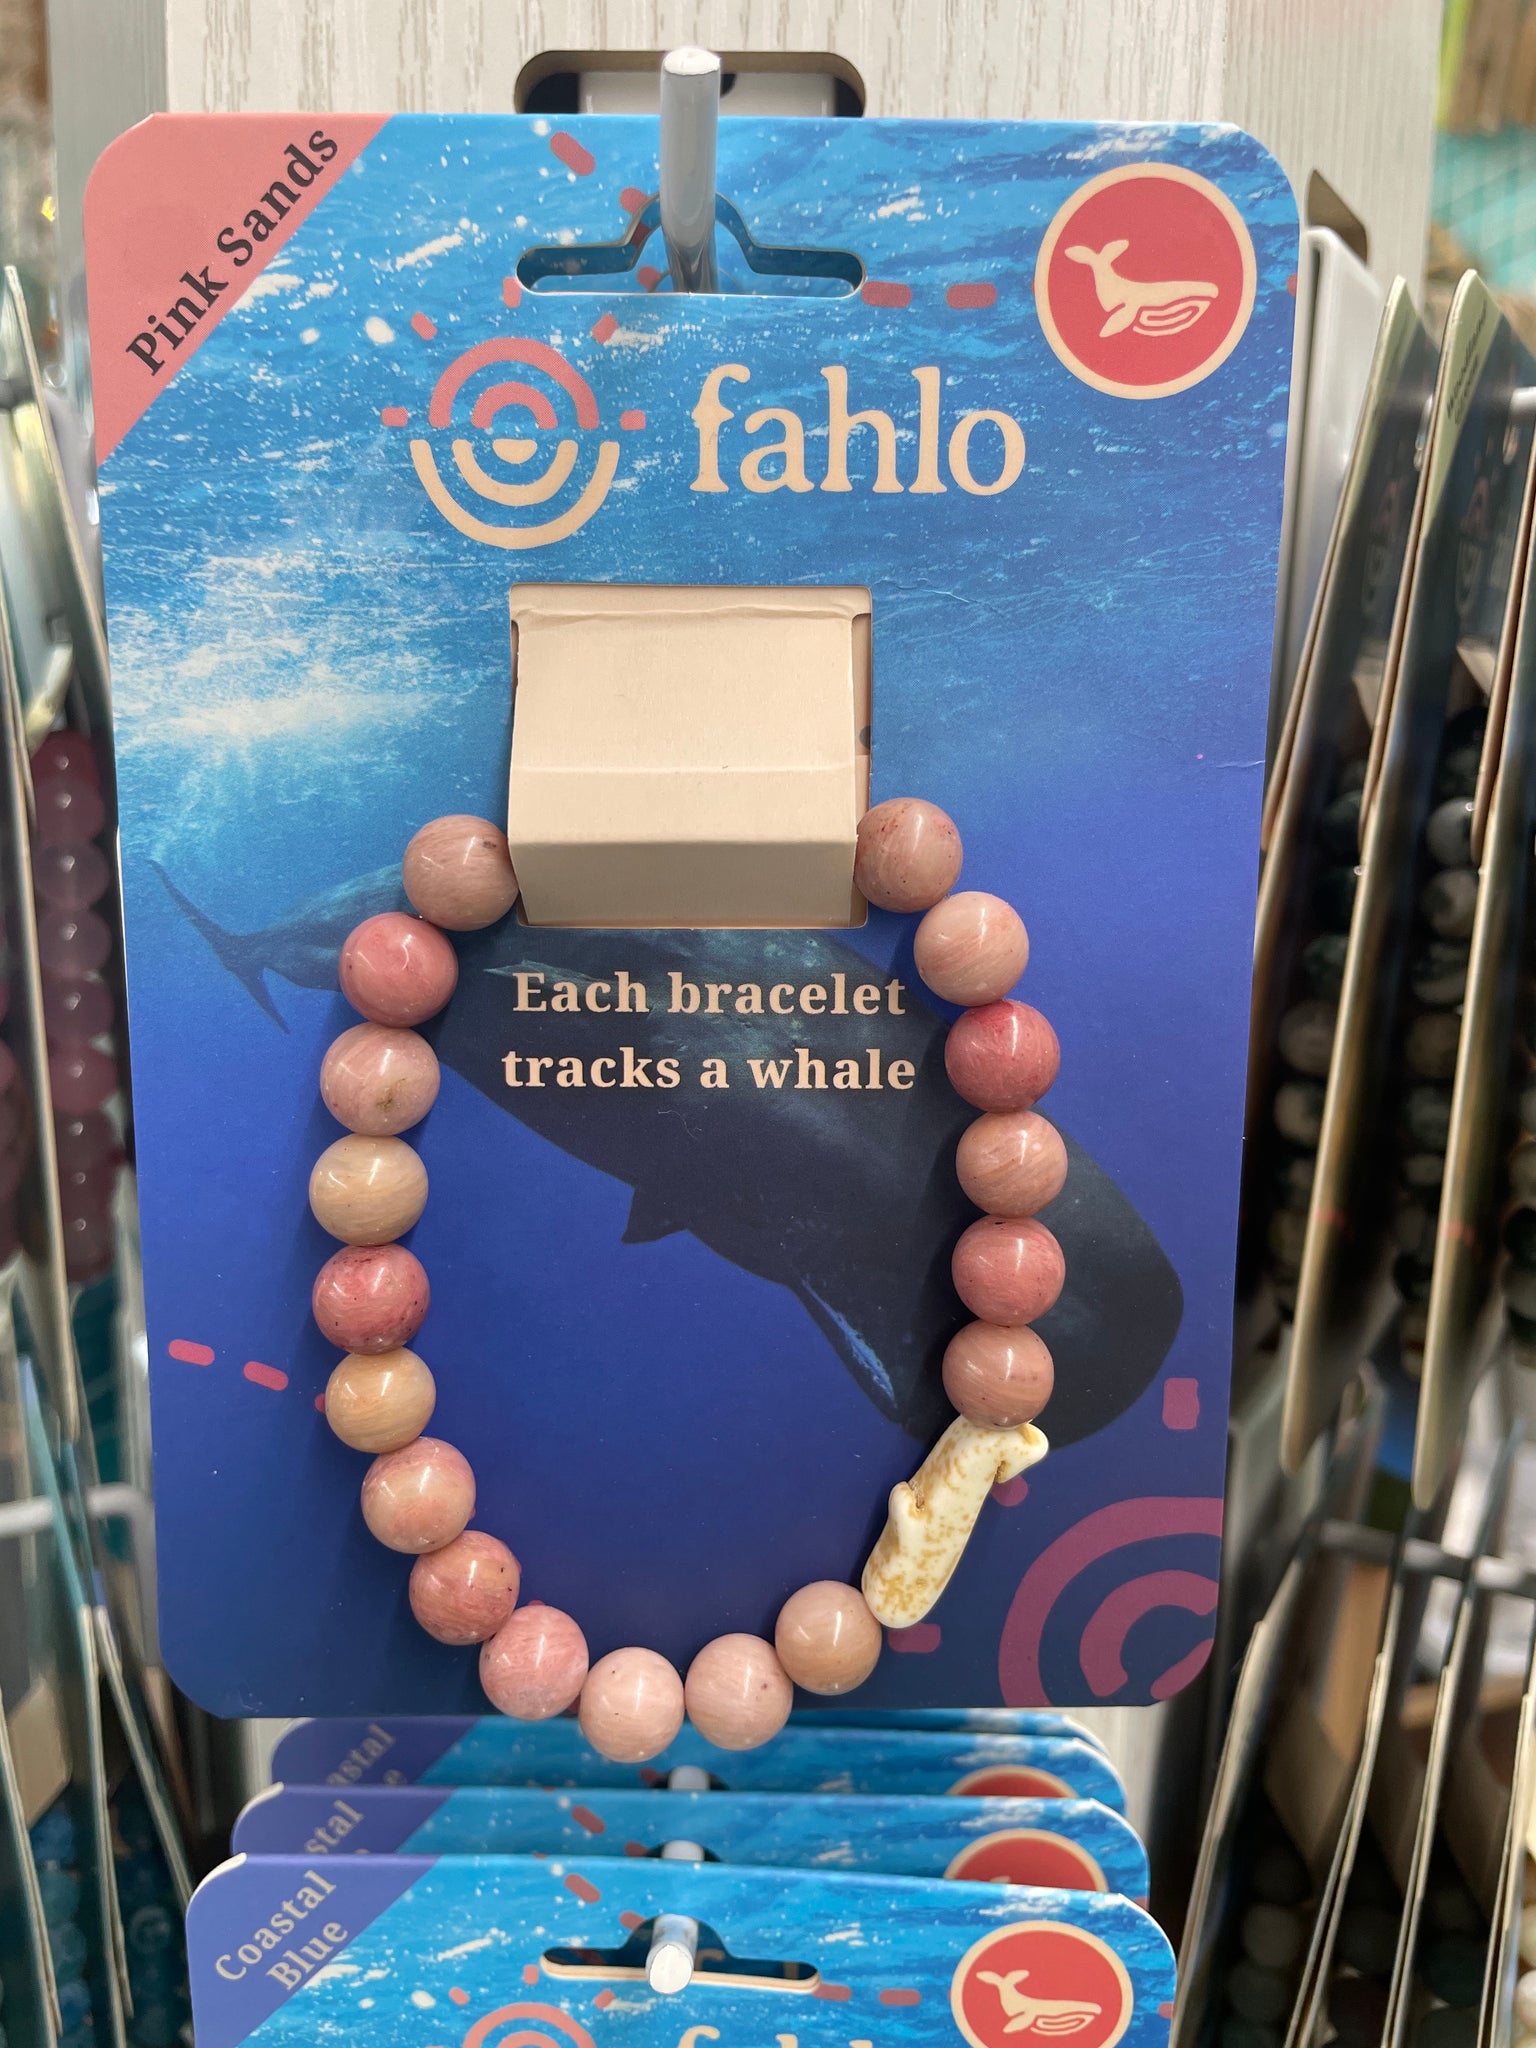 Pink Sands
fahlo
Each bracelet
tracks a whale
Coastal
Blue